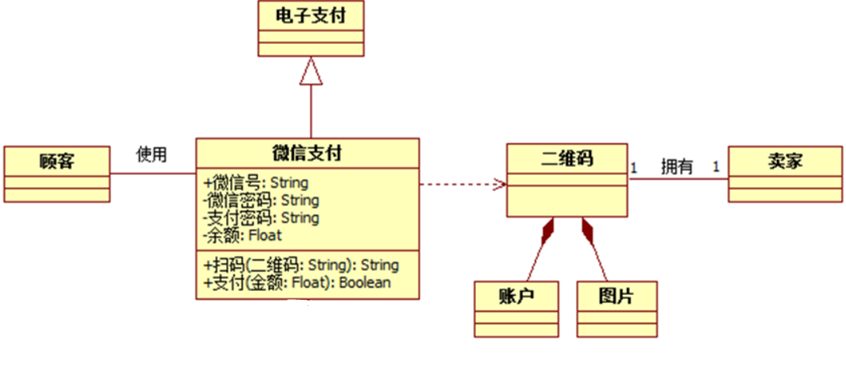 电子支付
顾客
使用
微信支付
+微信号: String
-微信密码: String
-支付密码: String
-余额: Float
+扫码(二维码: String): String
+支付(金额: Float): Boolean
二维码
1
拥有
1
卖家
账户
图片